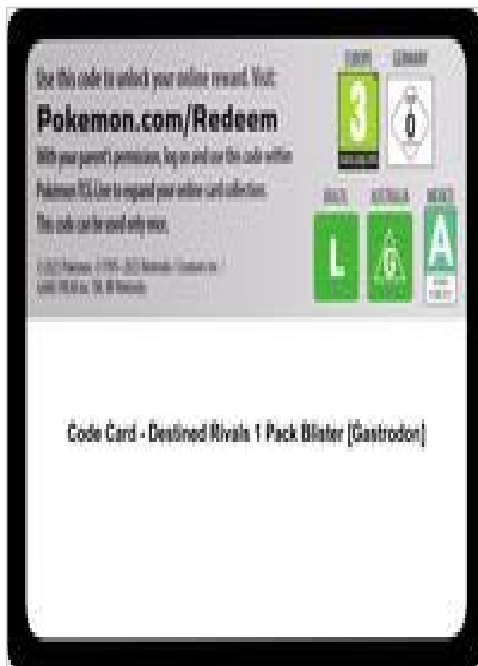 Use this code to unlock your online reward. Visit:
Pokemon.com/Redeem
With your parent's permission, log on and use this code within
Pokémon TCG Live to expand your online card collection.
This code can be used only once.
EUROPE GERMANY
3
0
BRAZIL AUSTRALIA MEXICO
L
G
A
Code Card - Destined Rivals 1 Pack Blister [Gastrodon]